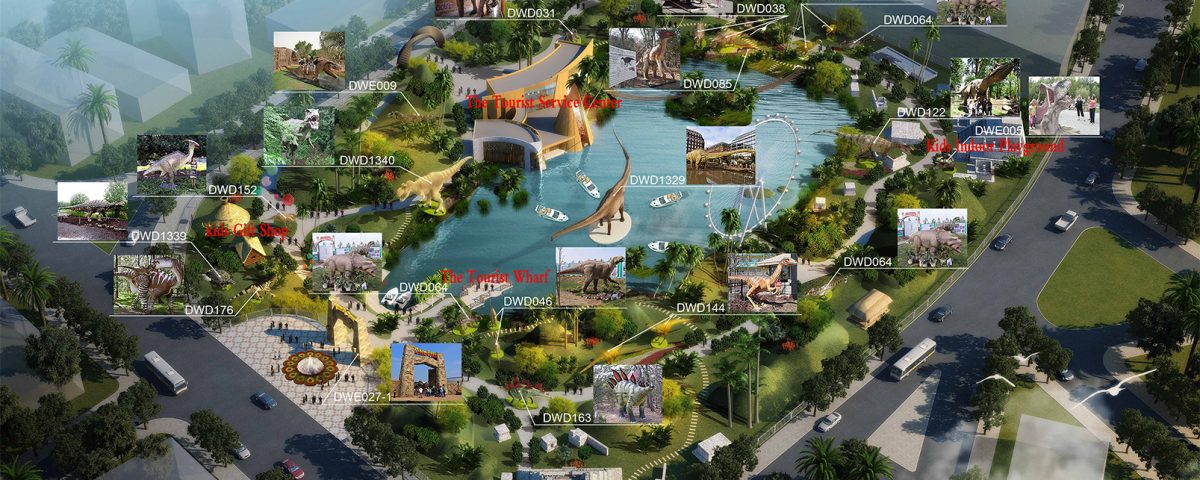 DWD031
DWD038
DWD064
DWE009
DWD085
The Tourist Service Center
DWD122
DWE005
Kids Indoor Playground
DWD1340
DWD1329
DWD152
kids Gift Shop
DWD1339
DWD064
The Tourist Wharf
DWD064
DWD046
DWD144
DWD176
DWE027-1
DWD163